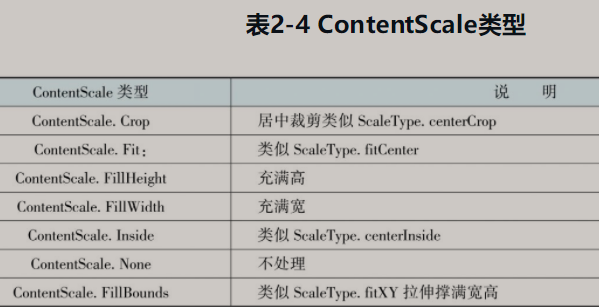 表2-4 ContentScale类型
ContentScale 类型 说 明
ContentScale. Crop 居中裁剪类似 ScaleType. centerCrop
ContentScale. Fit： 类似 ScaleType. fitCenter
ContentScale. FillHeight 充满高
ContentScale. FillWidth 充满宽
ContentScale. Inside 类似 ScaleType. centerInside
ContentScale. None 不处理
ContentScale. FillBounds 类似 ScaleType. fitXY 拉伸撑满宽高